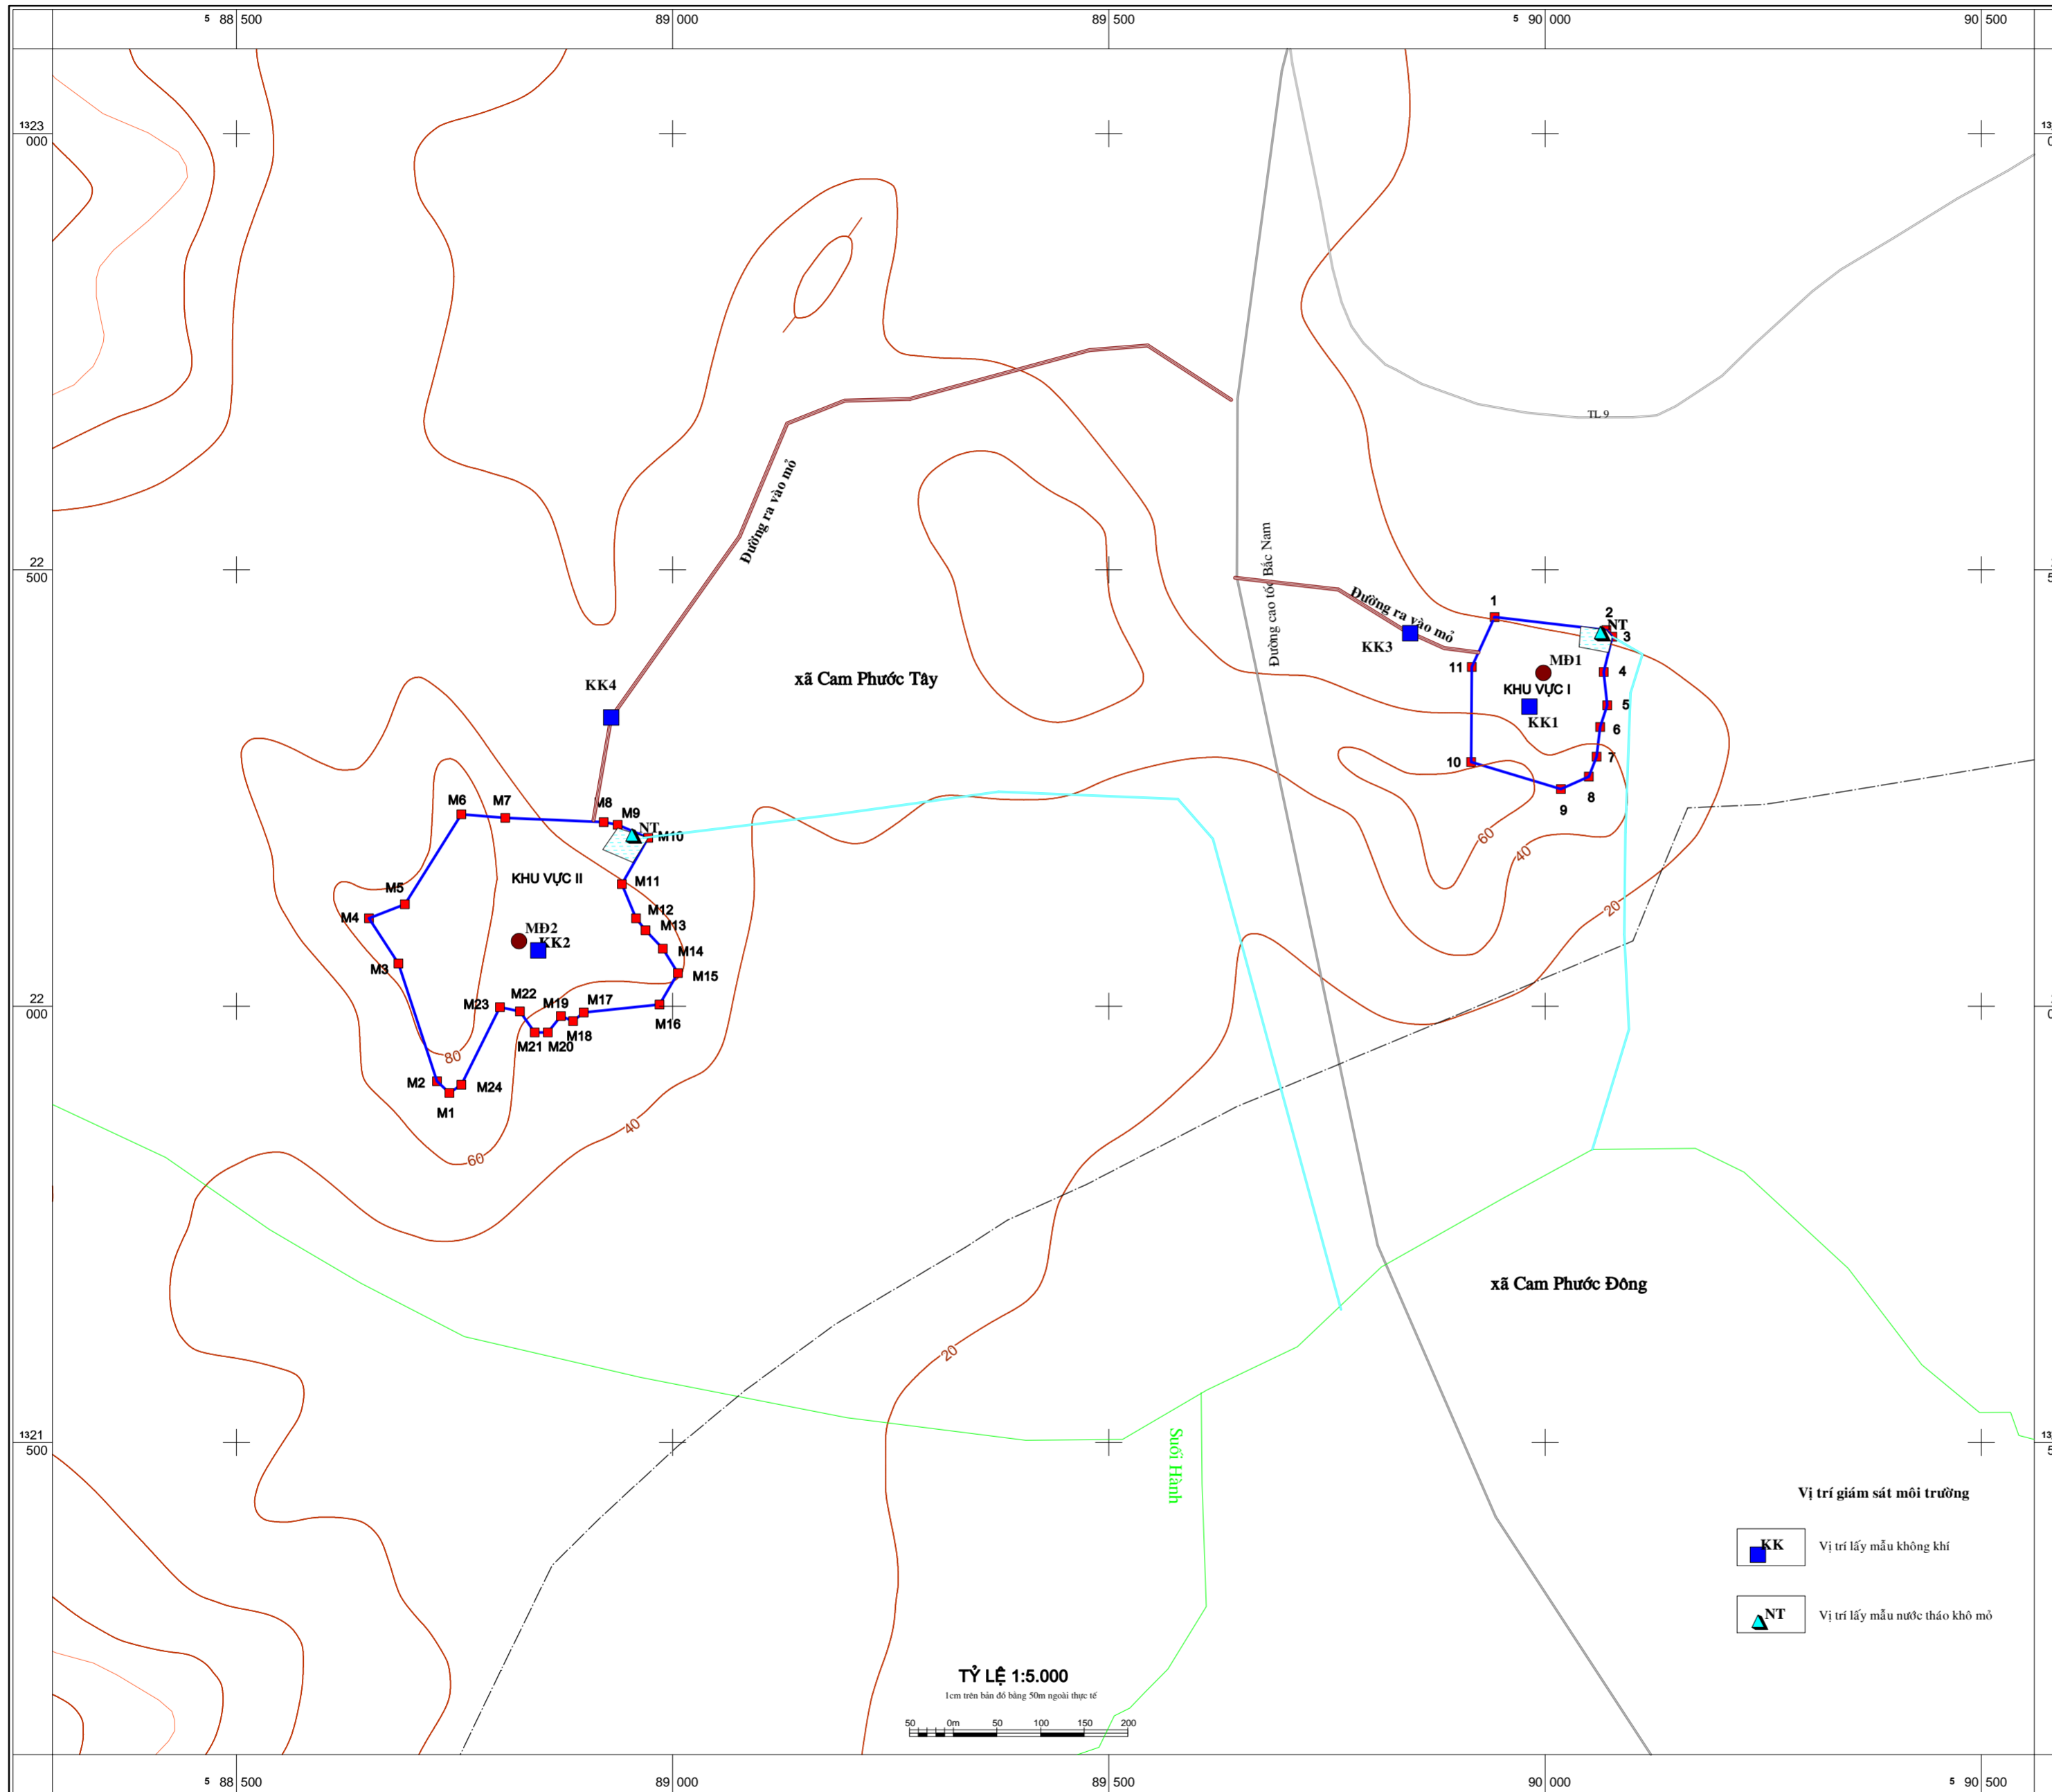 5 88 500
89 000
89 500
5 90 000
90 500
1323
000
22
500
22
000
1321
500
TL 9
Đường ra vào mỏ
Đường cao tốc Bắc Nam
Đường ra vào mỏ
1
2
NT
3
KK3
MĐ1
11
4
KHU VỰC I
KK1
5
6
7
10
8
9
xã Cam Phước Tây
KK4
M6
M7
M8
M9
NT
M10
KHU VỰC II
M11
M5
M4
M12
MĐ2
KK2
M13
M14
M3
M15
M23
M22
M19
M17
M16
M18
M21
M20
M2
M24
M1
80
60
40
60
40
20
20
xã Cam Phước Đông
Suối Hành
Vị trí giám sát môi trường
KK
Vị trí lấy mẫu không khí
NT
Vị trí lấy mẫu nước tháo khô mỏ
TỶ LỆ 1:5.000
1cm trên bản đồ bằng 50m ngoài thực tế
50 0m 50 100 150 200
5 88 500
89 000
89 500
90 000
5 90 500